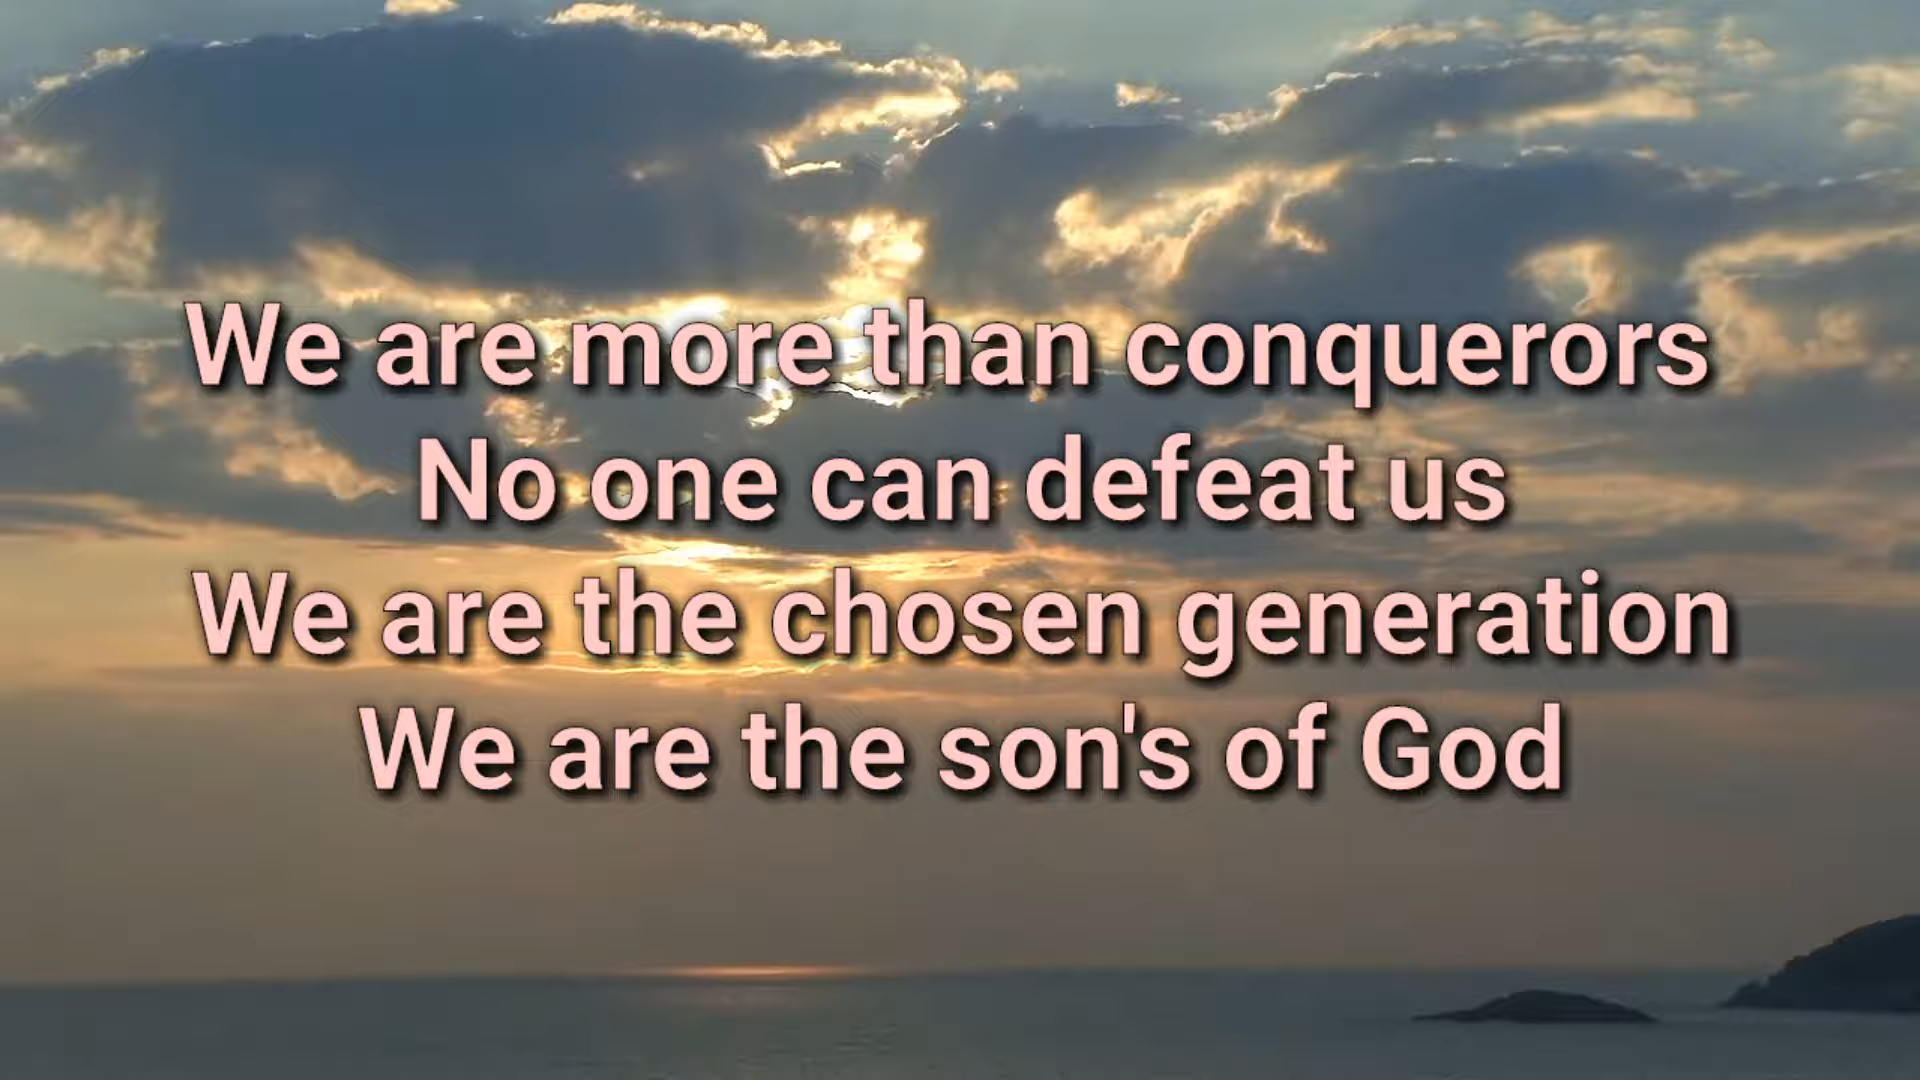 We are more than conquerors
No one can defeat us
We are the chosen generation
We are the son's of God